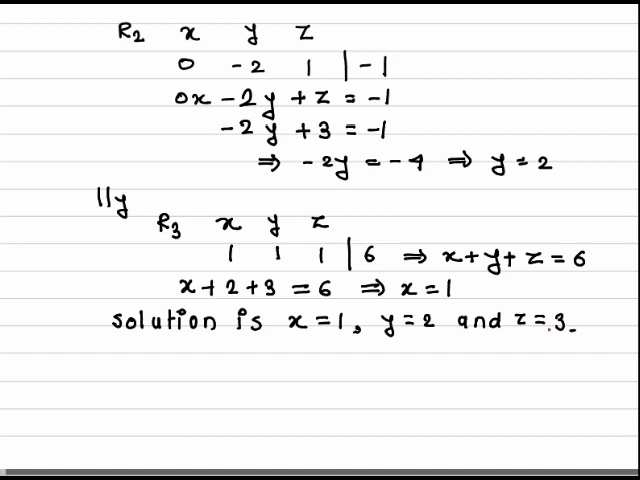 R₂ x y z
0 -2 1 | -1
0x - 2y + z = -1
-2y + 3 = -1
⇒ -2y = -4 ⇒ y = 2
||y
R₃ x y z
1 1 1 | 6 ⇒ x+y+z = 6
x+2+3 = 6 ⇒ x = 1
solution is x = 1, y = 2 and z = 3.